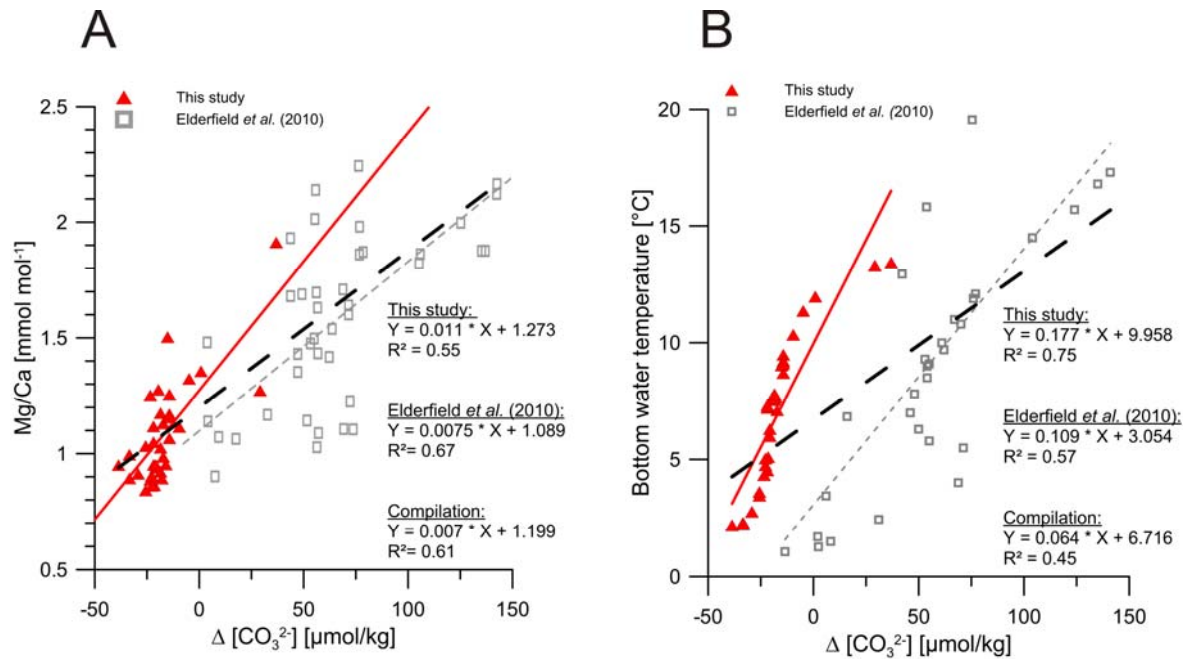 A
This study
Elderfield et al. (2010)
2.5
2
1.5
1
0.5
Mg/Ca [mmol mol⁻¹]
This study:
Y = 0.011 * X + 1.273
R² = 0.55
Elderfield et al. (2010):
Y = 0.0075 * X + 1.089
R²= 0.67
Compilation:
Y = 0.007 * X + 1.199
R²= 0.61
-50 0 50 100 150
Δ [CO₃²⁻] [µmol/kg]
B
This study
Elderfield et al. (2010)
20
15
10
5
0
Bottom water temperature [°C]
This study:
Y = 0.177 * X + 9.958
R² = 0.75
Elderfield et al. (2010):
Y = 0.109 * X + 3.054
R² = 0.57
Compilation:
Y = 0.064 * X + 6.716
R² = 0.45
-50 0 50 100 150
Δ [CO₃²⁻] [µmol/kg]